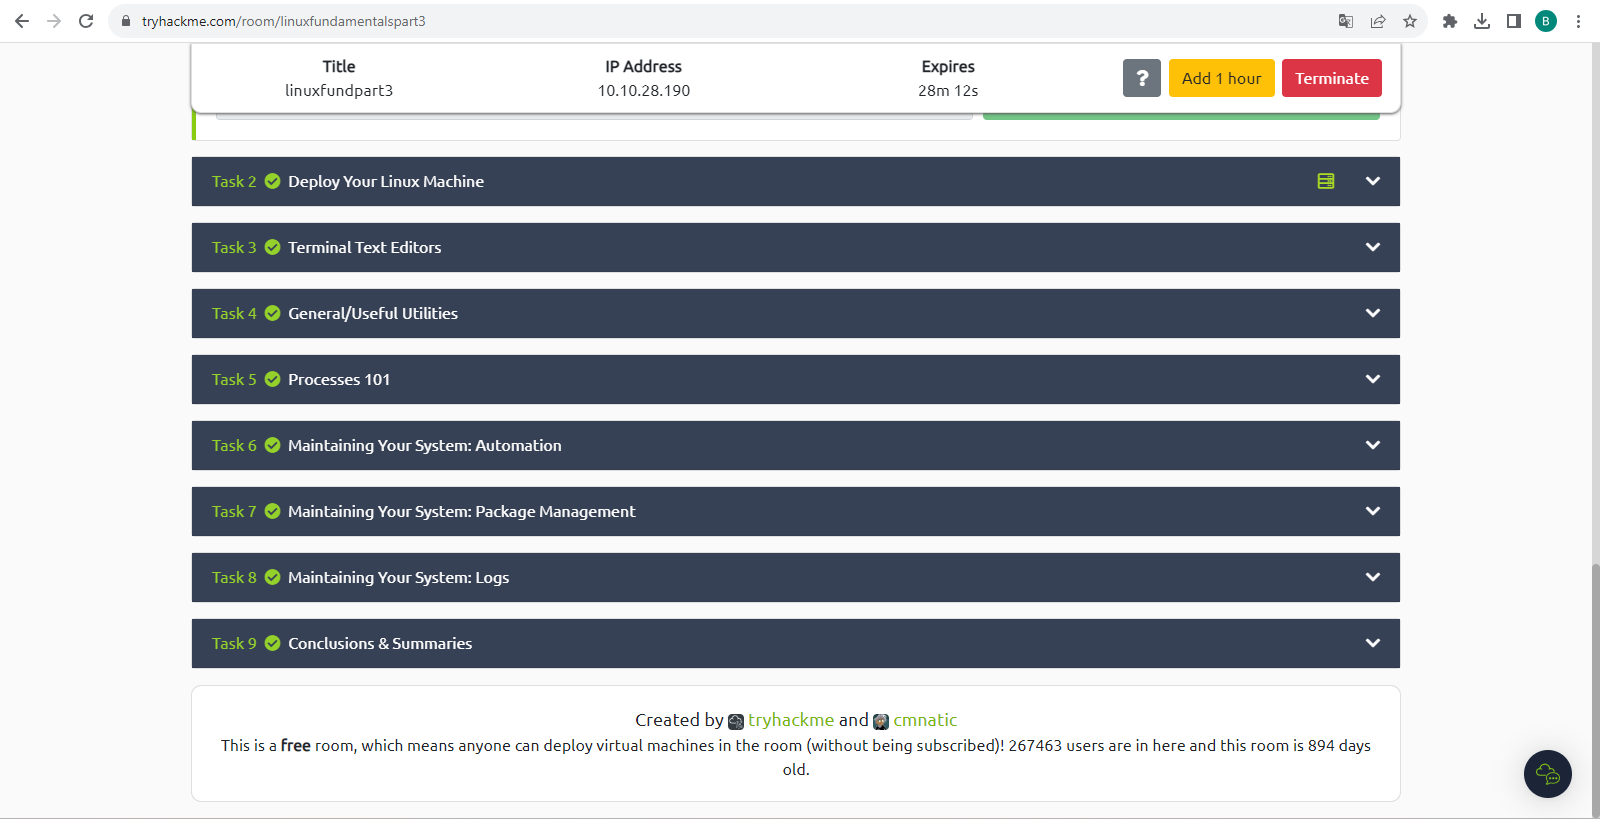 tryhackme.com/room/linuxfundamentalspart3
B
Title IP Address Expires
linuxfundpart3 10.10.28.190 28m 12s
? Add 1 hour Terminate
Task 2 Deploy Your Linux Machine
Task 3 Terminal Text Editors
Task 4 General/Useful Utilities
Task 5 Processes 101
Task 6 Maintaining Your System: Automation
Task 7 Maintaining Your System: Package Management
Task 8 Maintaining Your System: Logs
Task 9 Conclusions & Summaries
Created by tryhackme and cmnatic
This is a free room, which means anyone can deploy virtual machines in the room (without being subscribed)! 267463 users are in here and this room is 894 days
old.